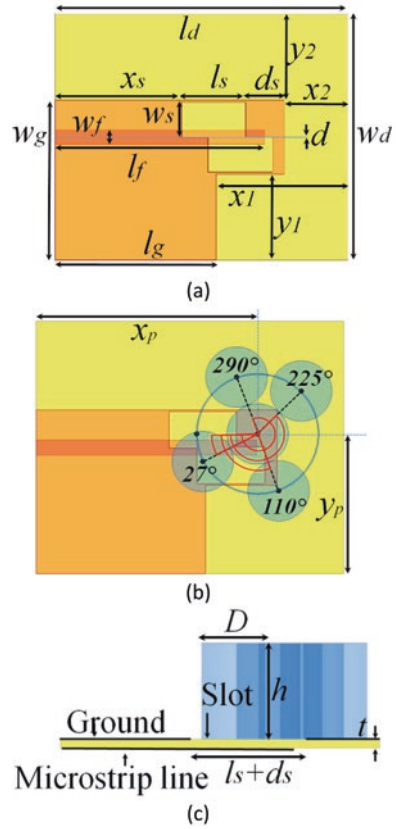 l_d
y_2
x_s
l_s
d_s
x_2
w_g
w_f
w_s
d
w_d
l_f
x_1
y_1
l_g
(a)
x_p
290°
225°
27°
110°
y_p
(b)
D
Slot
h
Ground
t
Microstrip line
l_s+d_s
(c)